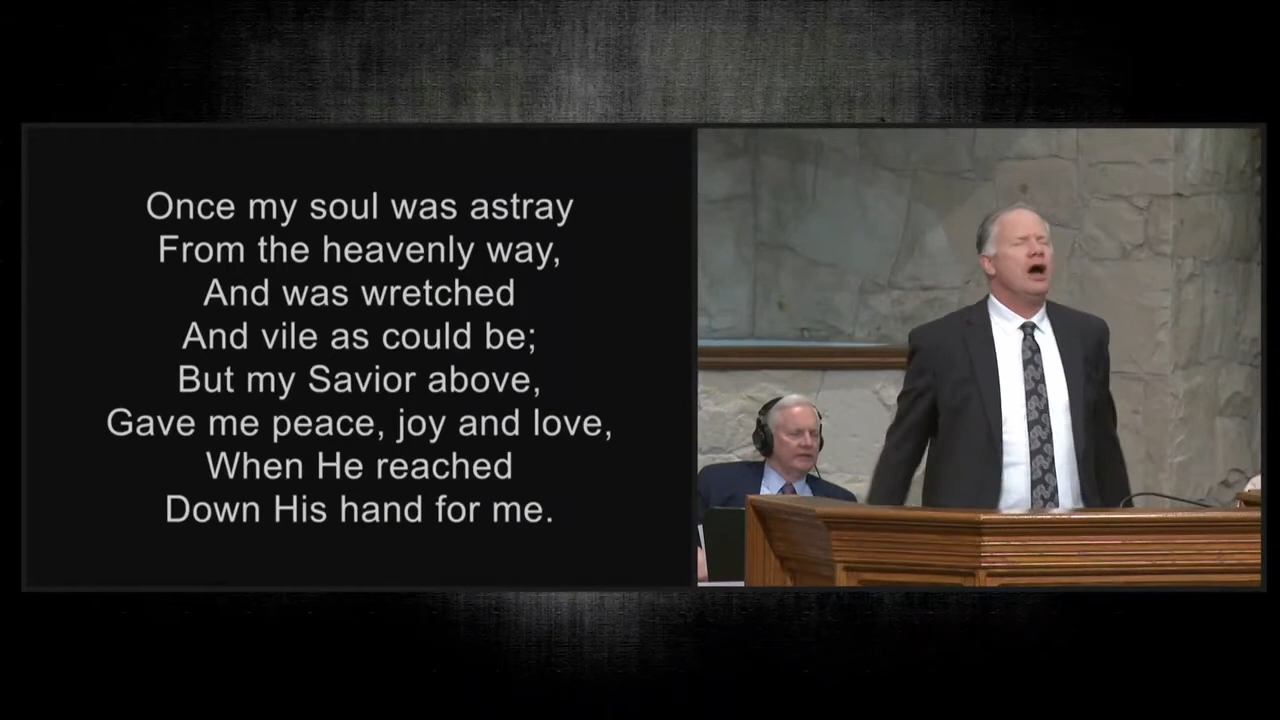 Once my soul was astray
From the heavenly way,
And was wretched
And vile as could be;
But my Savior above,
Gave me peace, joy and love,
When He reached
Down His hand for me.